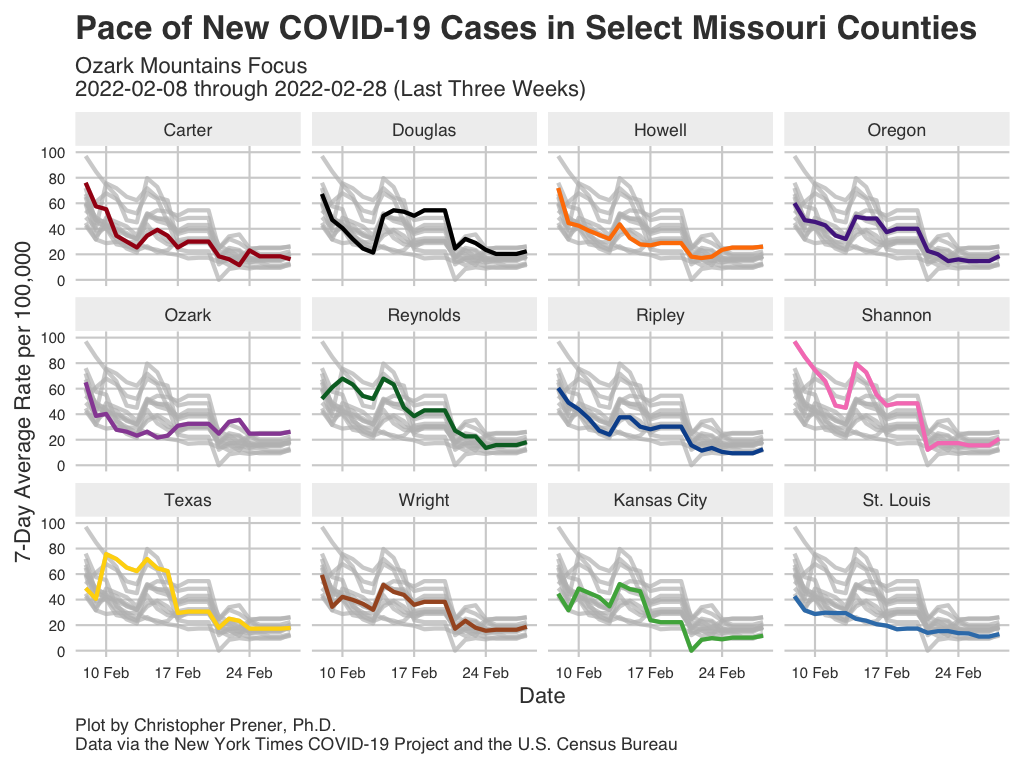 Pace of New COVID-19 Cases in Select Missouri Counties
Ozark Mountains Focus
2022-02-08 through 2022-02-28 (Last Three Weeks)
Carter Douglas Howell Oregon
100
80
60
40
20
0
Ozark Reynolds Ripley Shannon
100
80
60
40
20
0
Texas Wright Kansas City St. Louis
100
80
60
40
20
0
7-Day Average Rate per 100,000
10 Feb 17 Feb 24 Feb 10 Feb 17 Feb 24 Feb 10 Feb 17 Feb 24 Feb 10 Feb 17 Feb 24 Feb
Date
Plot by Christopher Prener, Ph.D.
Data via the New York Times COVID-19 Project and the U.S. Census Bureau